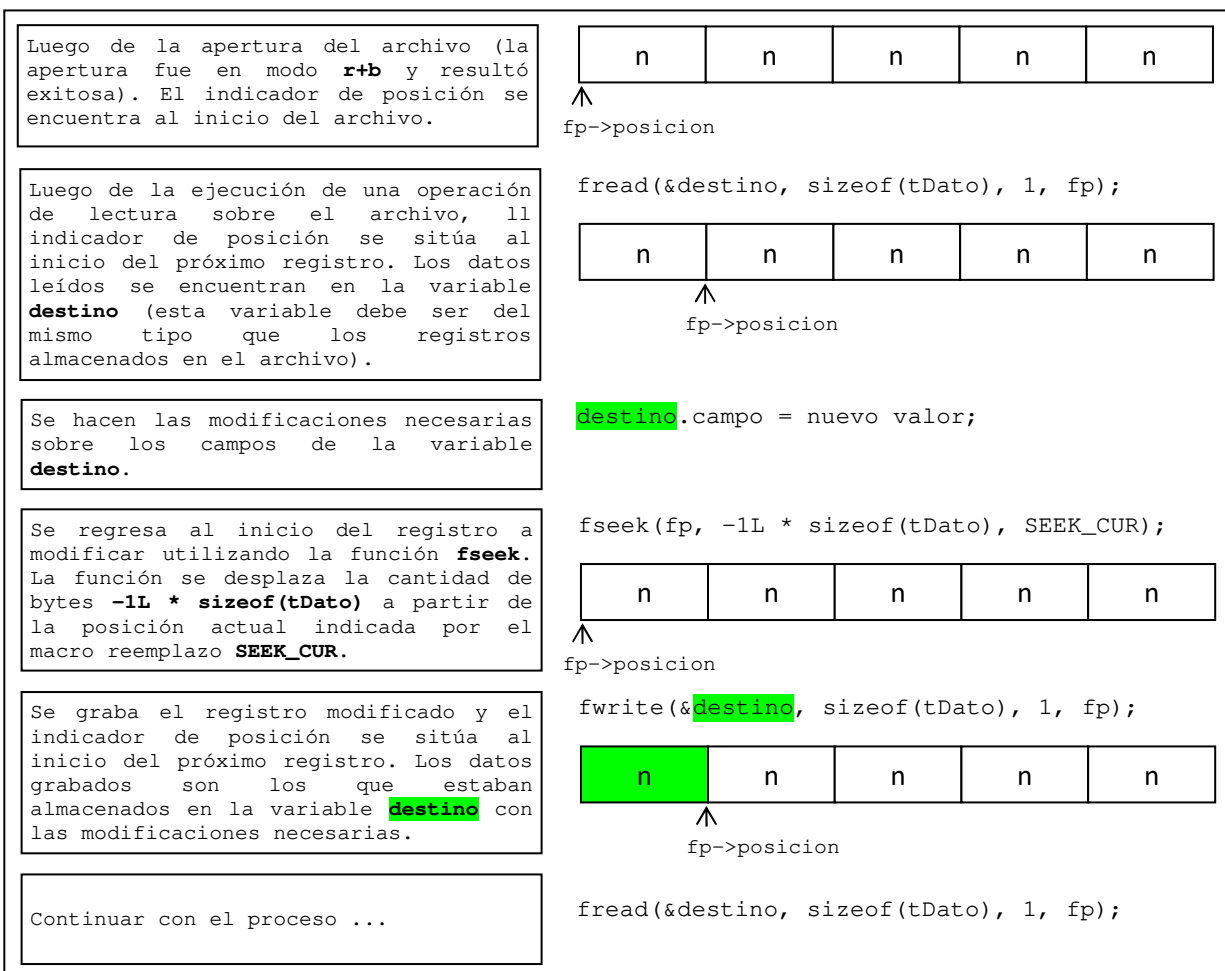 Luego de la apertura del archivo (la
apertura fue en modo r+b y resultó
exitosa). El indicador de posición se
encuentra al inicio del archivo.
n n n n n
fp->posicion
Luego de la ejecución de una operación
de lectura sobre el archivo, ll
indicador de posición se sitúa al
inicio del próximo registro. Los datos
leídos se encuentran en la variable
destino (esta variable debe ser del
mismo tipo que los registros
almacenados en el archivo).
fread(&destino, sizeof(tDato), 1, fp);
n n n n n
fp->posicion
Se hacen las modificaciones necesarias
sobre los campos de la variable
destino.
destino.campo = nuevo valor;
Se regresa al inicio del registro a
modificar utilizando la función fseek.
La función se desplaza la cantidad de
bytes -1L * sizeof(tDato) a partir de
la posición actual indicada por el
macro reemplazo SEEK_CUR.
fseek(fp, -1L * sizeof(tDato), SEEK_CUR);
n n n n n
fp->posicion
Se graba el registro modificado y el
indicador de posición se sitúa al
inicio del próximo registro. Los datos
grabados son los que estaban
almacenados en la variable destino con
las modificaciones necesarias.
fwrite(&destino, sizeof(tDato), 1, fp);
n n n n n
fp->posicion
Continuar con el proceso ...
fread(&destino, sizeof(tDato), 1, fp);